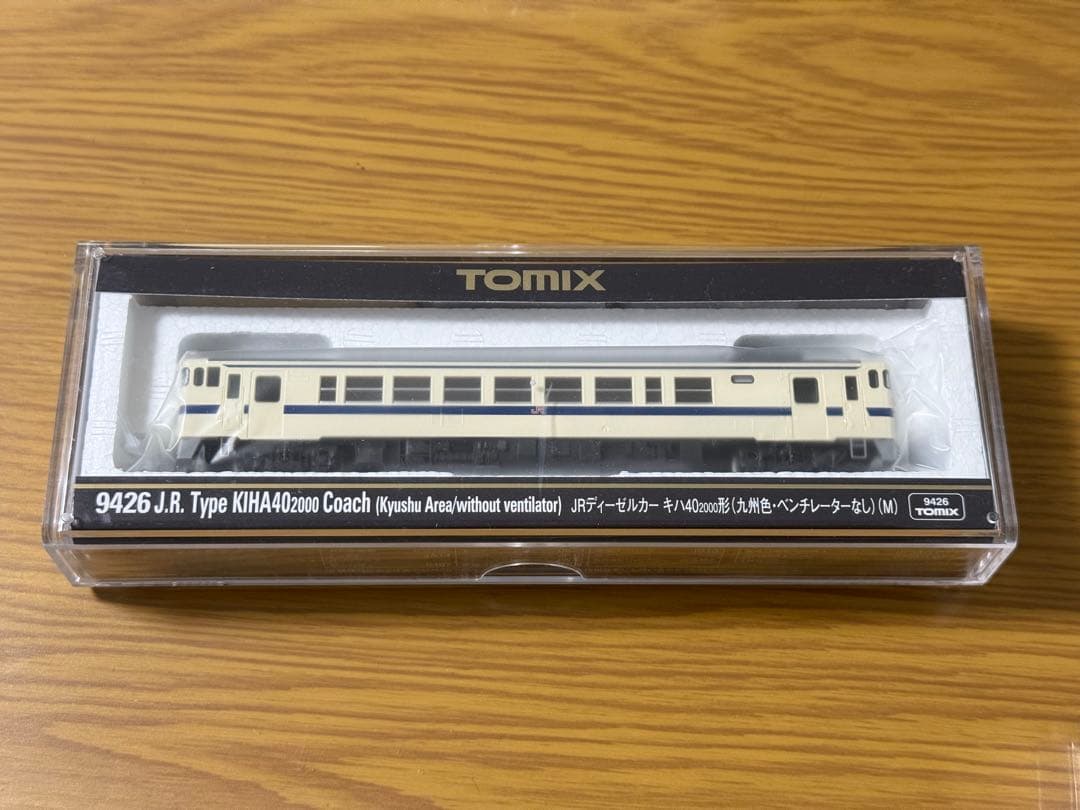 TOMIX
JR
9426 J.R. Type KIHA402000 Coach (Kyushu Area/without ventilator) JRディーゼルカー キハ402000形(九州色・ベンチレーターなし)(M)
9426
TOMIX